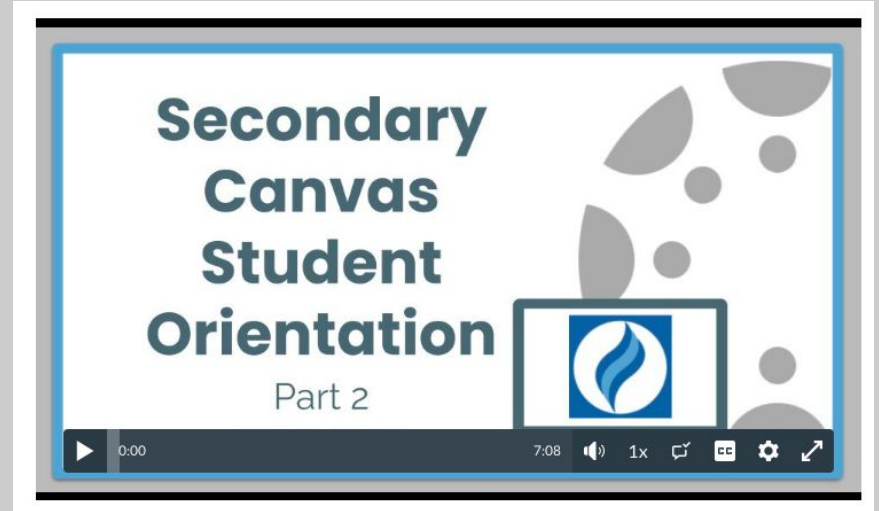 Secondary
Canvas
Student
Orientation
Part 2
0:00 7:08 1x CC